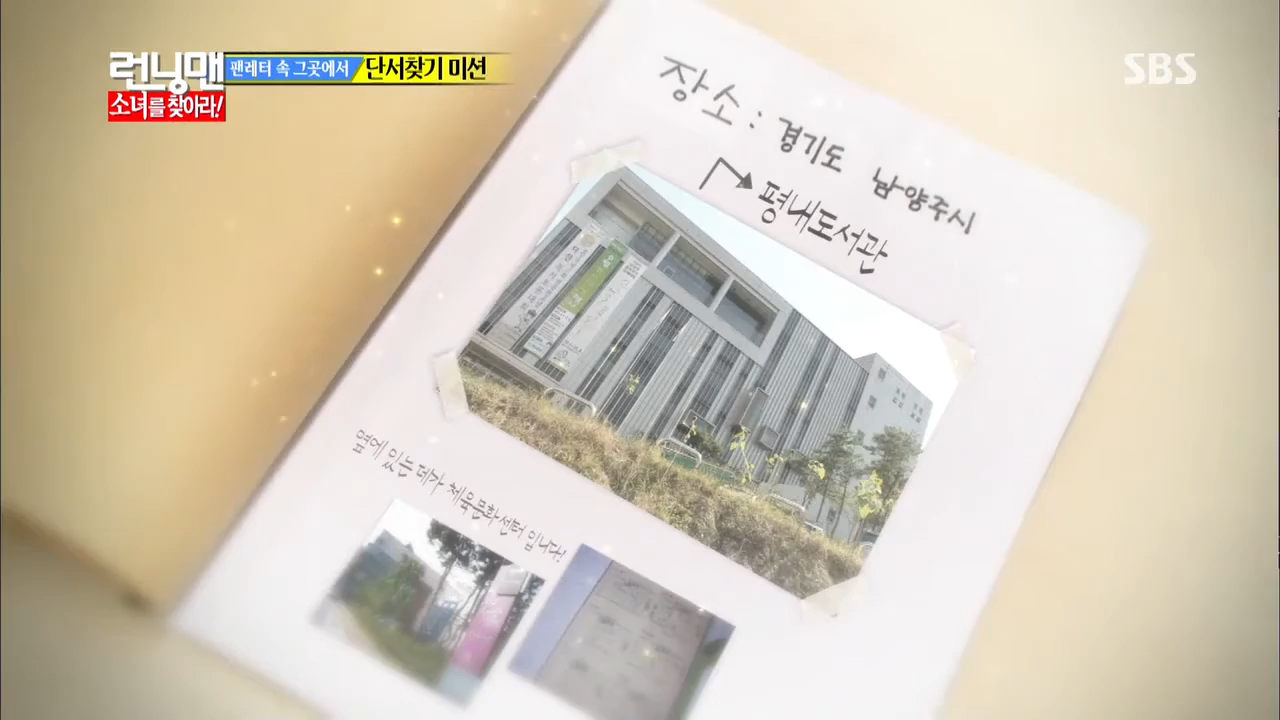 런닝맨 팬레터 속 그곳에서 단서찾기 미션
소녀를 찾아라!
SBS
장소 : 경기도 남양주시
평내도서관
옆에 있는 데가 체육문화센터 입니다!